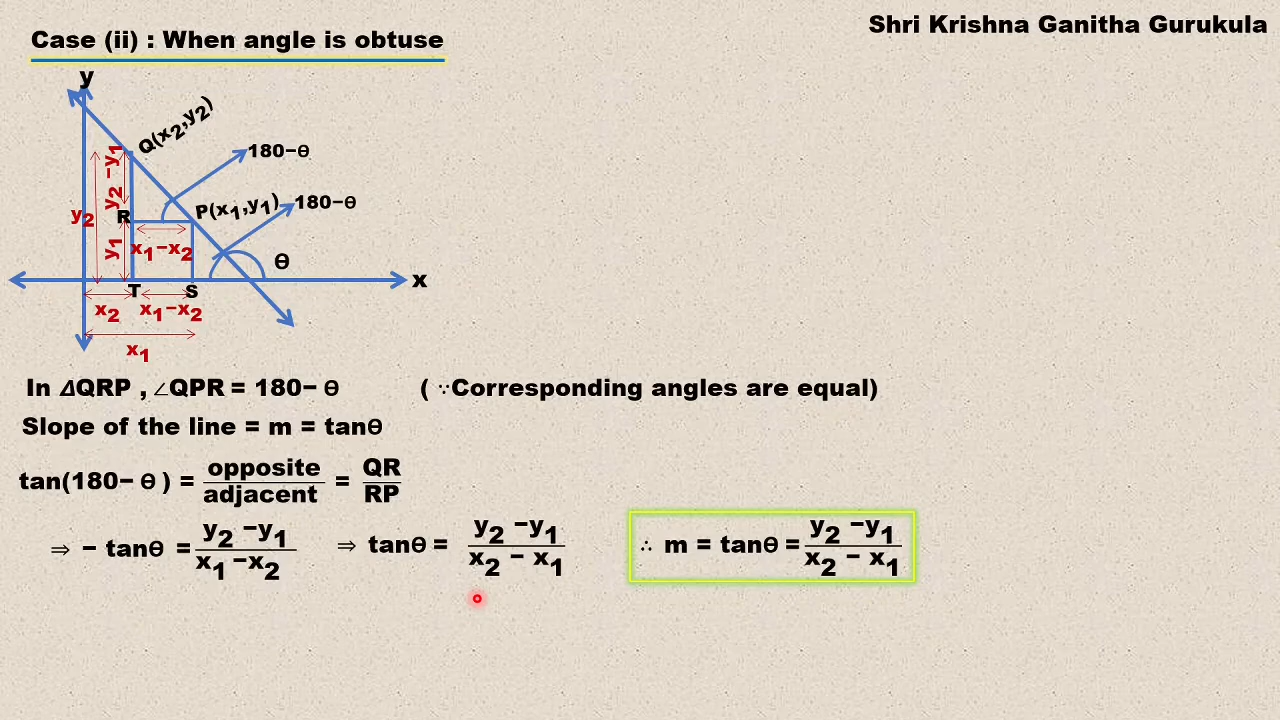 Shri Krishna Ganitha Gurukula
Case (ii) : When angle is obtuse
y
Q(x₂,y₂)
180−θ
y₂ −y₁
P(x₁,y₁)
180−θ
y₂
R
y₁
x₁−x₂
θ
x
T
S
x₂
x₁−x₂
x₁
In ΔQRP , ∠QPR = 180− θ ( ∵Corresponding angles are equal)
Slope of the line = m = tanθ
tan(180− θ ) = opposite/adjacent = QR/RP
⇒ − tanθ = y₂ −y₁/x₁ −x₂ ⇒ tanθ = y₂ −y₁/x₂ − x₁ ∴ m = tanθ = y₂ −y₁/x₂ − x₁